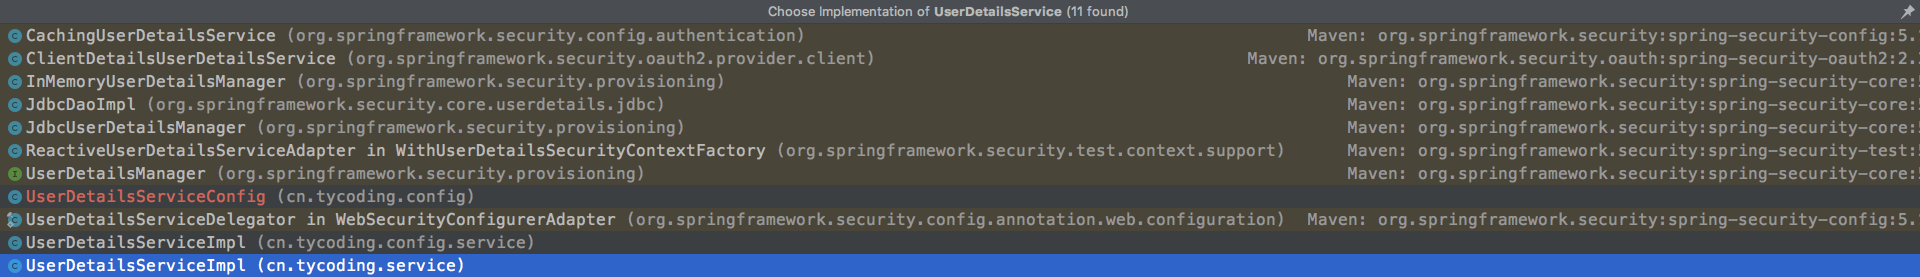 Choose Implementation of UserDetailsService (11 found)
CachingUserDetailsService (org.springframework.security.config.authentication) Maven: org.springframework.security:spring-security-config:5.
ClientDetailsUserDetailsService (org.springframework.security.oauth2.provider.client) Maven: org.springframework.security.oauth:spring-security-oauth2:2.
InMemoryUserDetailsManager (org.springframework.security.provisioning) Maven: org.springframework.security:spring-security-core:
JdbcDaoImpl (org.springframework.security.core.userdetails.jdbc) Maven: org.springframework.security:spring-security-core:
JdbcUserDetailsManager (org.springframework.security.provisioning) Maven: org.springframework.security:spring-security-core:
ReactiveUserDetailsServiceAdapter in WithUserDetailsSecurityContextFactory (org.springframework.security.test.context.support) Maven: org.springframework.security:spring-security-test:
UserDetailsManager (org.springframework.security.provisioning) Maven: org.springframework.security:spring-security-core:
UserDetailsServiceConfig (cn.tycoding.config)
UserDetailsServiceDelegator in WebSecurityConfigurerAdapter (org.springframework.security.config.annotation.web.configuration) Maven: org.springframework.security:spring-security-config:5.
UserDetailsServiceImpl (cn.tycoding.config.service)
UserDetailsServiceImpl (cn.tycoding.service)